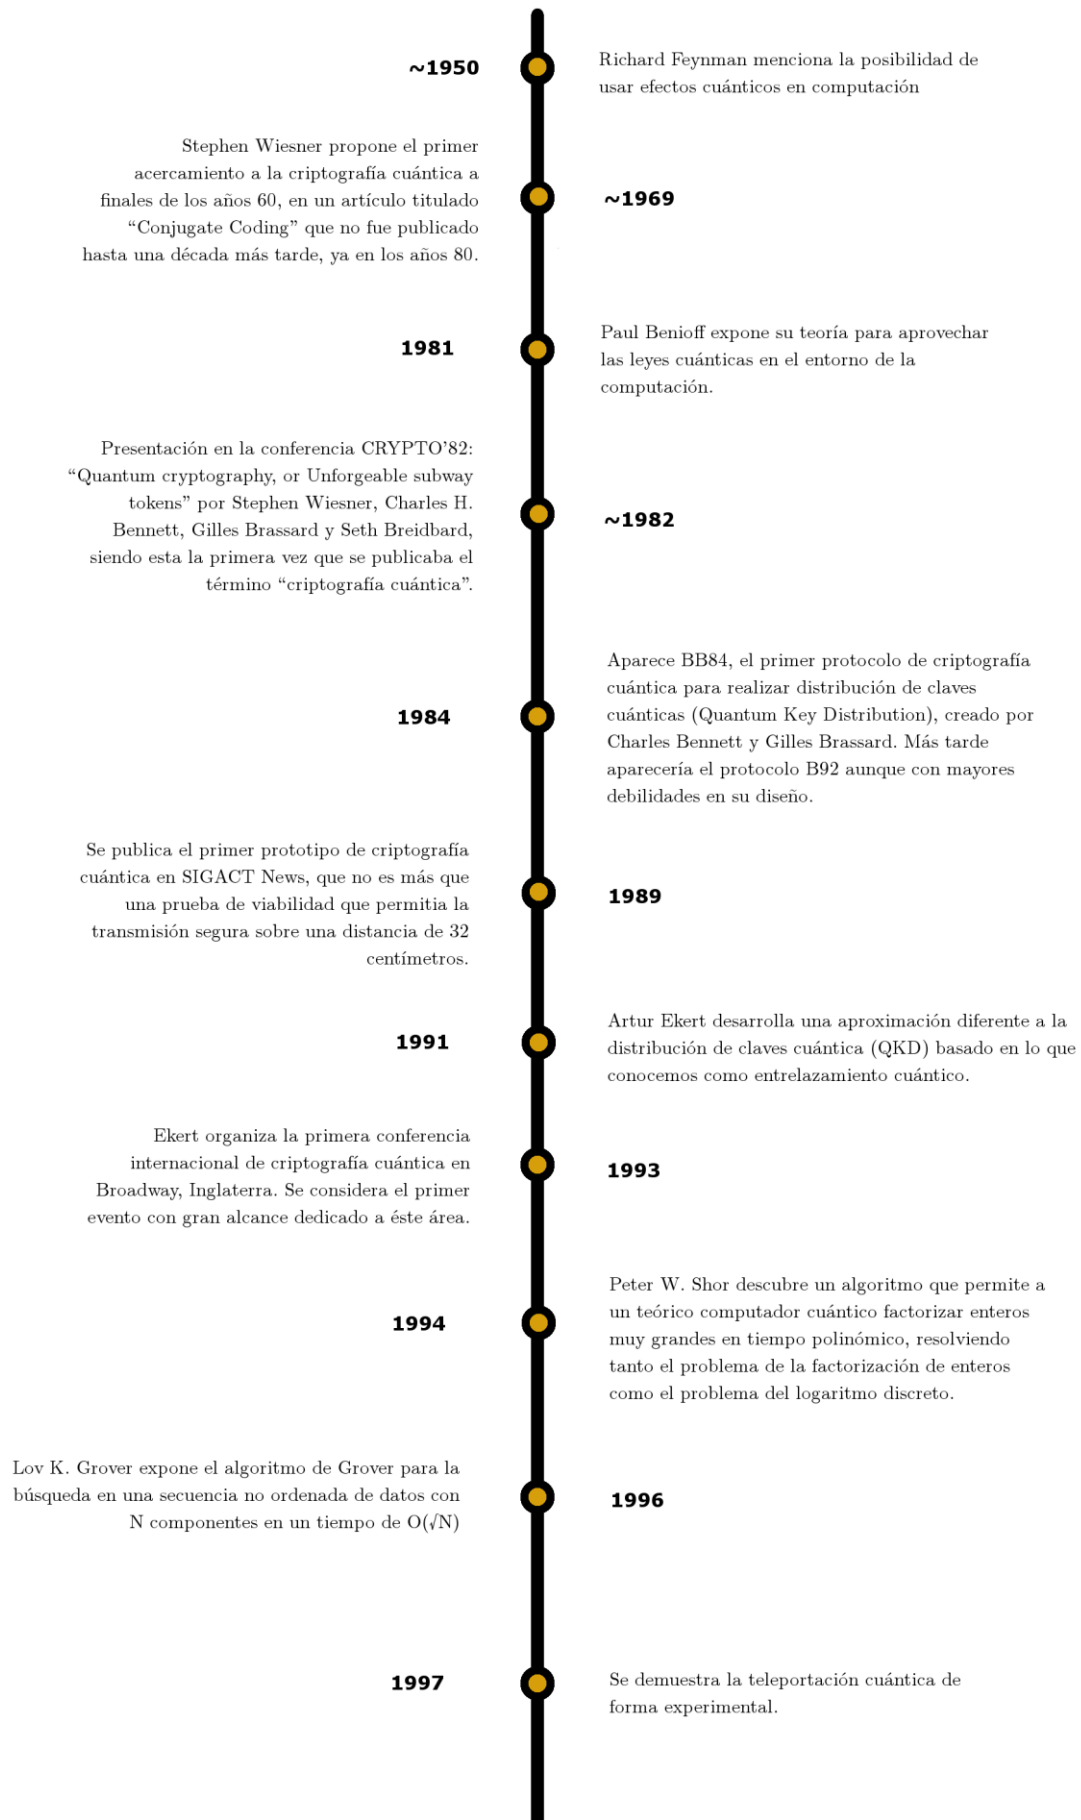 ~1950
Richard Feynman menciona la posibilidad de
usar efectos cuánticos en computación
Stephen Wiesner propone el primer
acercamiento a la criptografía cuántica a
finales de los años 60, en un artículo titulado
“Conjugate Coding” que no fue publicado
hasta una década más tarde, ya en los años 80.
~1969
1981
Paul Benioff expone su teoría para aprovechar
las leyes cuánticas en el entorno de la
computación.
Presentación en la conferencia CRYPTO’82:
“Quantum cryptography, or Unforgeable subway
tokens” por Stephen Wiesner, Charles H.
Bennett, Gilles Brassard y Seth Breidbard,
siendo esta la primera vez que se publicaba el
término “criptografía cuántica”.
~1982
1984
Aparece BB84, el primer protocolo de criptografía
cuántica para realizar distribución de claves
cuánticas (Quantum Key Distribution), creado por
Charles Bennett y Gilles Brassard. Más tarde
aparecería el protocolo B92 aunque con mayores
debilidades en su diseño.
Se publica el primer prototipo de criptografía
cuántica en SIGACT News, que no es más que
una prueba de viabilidad que permitia la
transmisión segura sobre una distancia de 32
centímetros.
1989
1991
Artur Ekert desarrolla una aproximación diferente a la
distribución de claves cuántica (QKD) basado en lo que
conocemos como entrelazamiento cuántico.
Ekert organiza la primera conferencia
internacional de criptografía cuántica en
Broadway, Inglaterra. Se considera el primer
evento con gran alcance dedicado a éste área.
1993
1994
Peter W. Shor descubre un algoritmo que permite a
un teórico computador cuántico factorizar enteros
muy grandes en tiempo polinómico, resolviendo
tanto el problema de la factorización de enteros
como el problema del logaritmo discreto.
Lov K. Grover expone el algoritmo de Grover para la
búsqueda en una secuencia no ordenada de datos con
N componentes en un tiempo de O(√N)
1996
1997
Se demuestra la teleportación cuántica de
forma experimental.